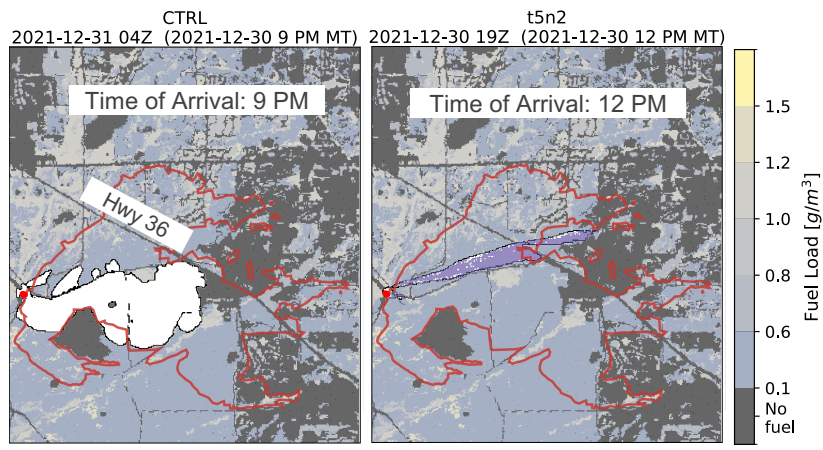 CTRL
2021-12-31 04Z (2021-12-30 9 PM MT)
Time of Arrival: 9 PM
Hwy 36
t5n2
2021-12-30 19Z (2021-12-30 12 PM MT)
Time of Arrival: 12 PM
1.5
1.2
1.0
0.8
0.6
0.1
No
fuel
Fuel Load [g/m³]